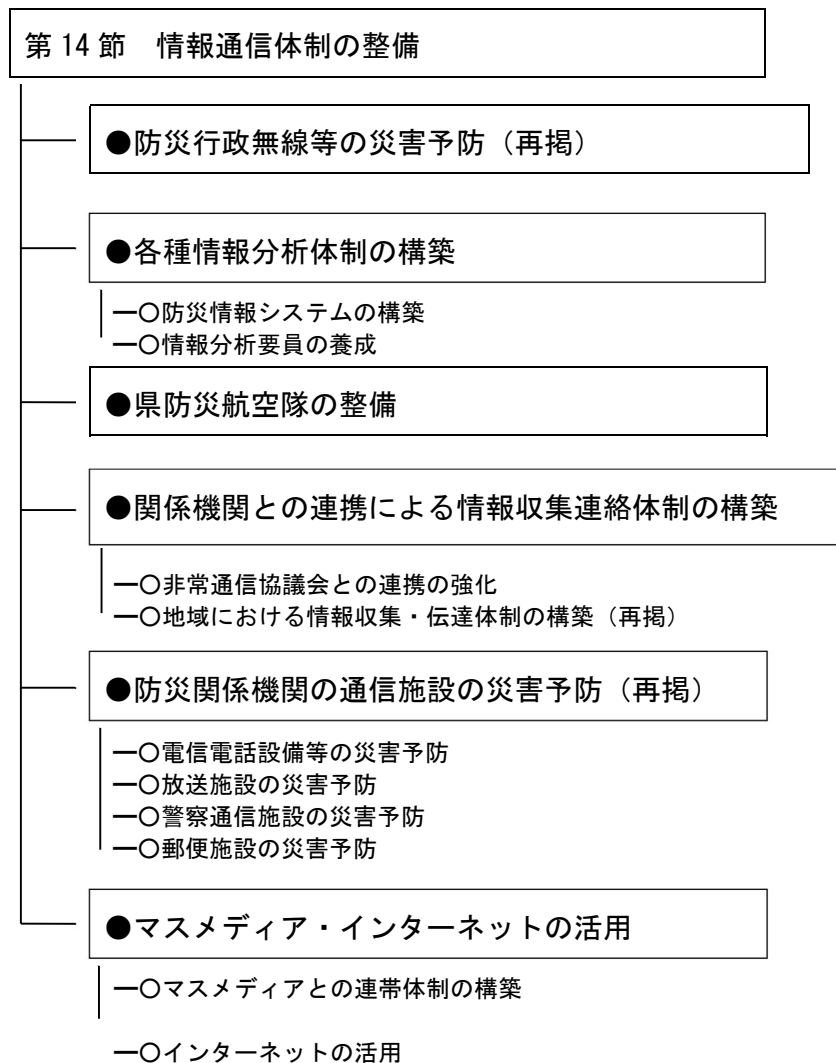 第 14 節　情報通信体制の整備
●防災行政無線等の災害予防（再掲）
●各種情報分析体制の構築
―〇防災情報システムの構築
―〇情報分析要員の養成
●県防災航空隊の整備
●関係機関との連携による情報収集連絡体制の構築
―〇非常通信協議会との連携の強化
―〇地域における情報収集・伝達体制の構築（再掲）
●防災関係機関の通信施設の災害予防（再掲）
―〇電信電話設備等の災害予防
―〇放送施設の災害予防
―〇警察通信施設の災害予防
―〇郵便施設の災害予防
●マスメディア・インターネットの活用
―〇マスメディアとの連帯体制の構築
―〇インターネットの活用